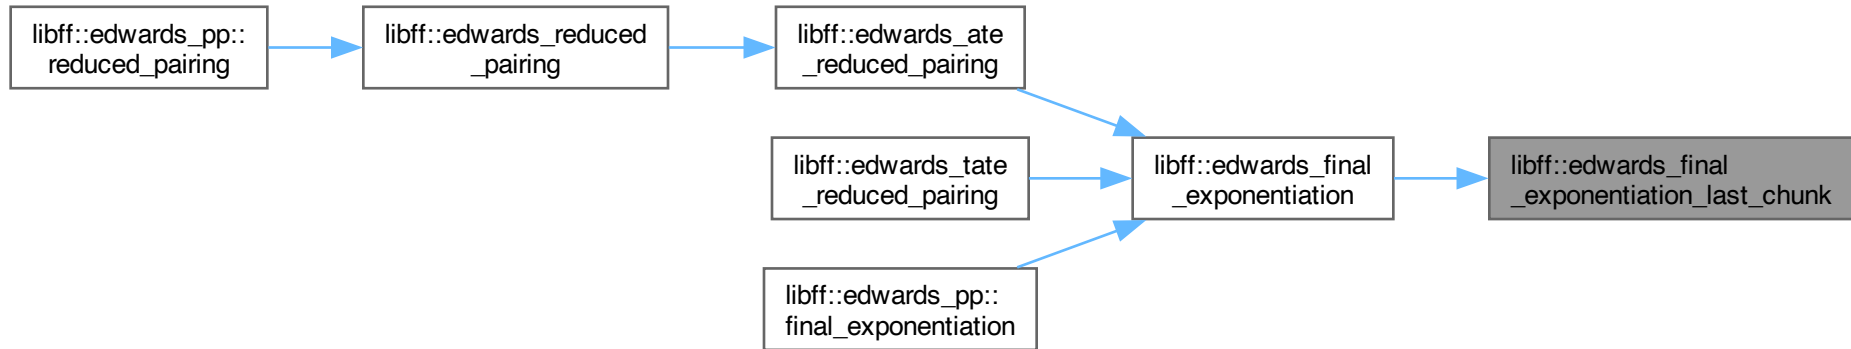 libff::edwards_pp::
reduced_pairing
libff::edwards_reduced
_pairing
libff::edwards_ate
_reduced_pairing
libff::edwards_tate
_reduced_pairing
libff::edwards_final
_exponentiation
libff::edwards_final
_exponentiation_last_chunk
libff::edwards_pp::
final_exponentiation